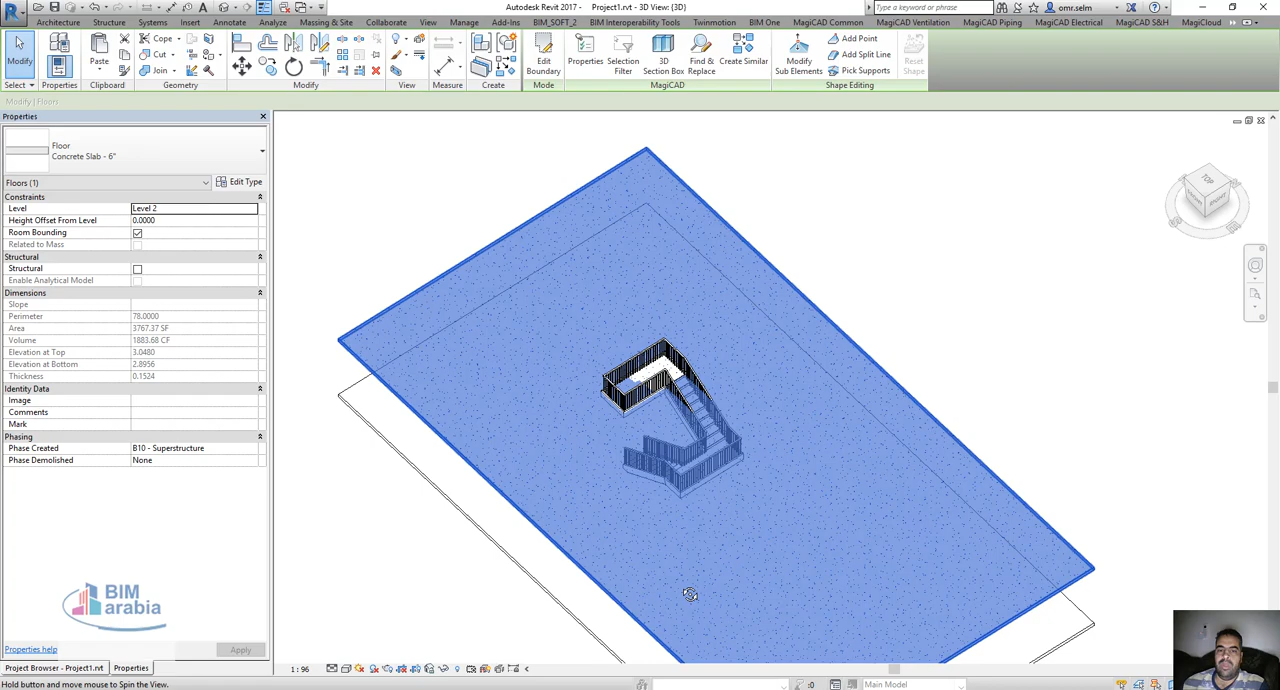 Autodesk Revit 2017 - Project1.rvt - 3D View: {3D}
Type a keyword or phrase
omr.selm
Architecture Structure Systems Insert Annotate Analyze Massing & Site Collaborate View Manage Add-Ins BIM_SOFT_2 BIM Interoperability Tools Twinmotion BIM One MagiCAD Common MagiCAD Ventilation MagiCAD Piping MagiCAD Electrical MagiCAD S&H MagiCloud
Modify
Paste
Cope
Cut
Join
Edit Boundary
Properties
Selection Filter
3D Section Box
Find & Replace
Create Similar
Modify Sub Elements
Add Point
Add Split Line
Pick Supports
Reset Shape
Select Properties Clipboard Geometry Modify View Measure Create Mode MagiCAD Shape Editing
Modify | Floors
Properties
Floor
Concrete Slab - 6"
Floors (1) Edit Type
Constraints
Level Level 2
Height Offset From Level 0.0000
Room Bounding
Related to Mass
Structural
Structural
Enable Analytical Model
Dimensions
Slope
Perimeter 78.0000
Area 3767.37 SF
Volume 1883.68 CF
Elevation at Top 3.0480
Elevation at Bottom 2.8956
Thickness 0.1524
Identity Data
Image
Comments
Mark
Phasing
Phase Created B10 - Superstructure
Phase Demolished None
BIM
arabia
Properties help Apply
Project Browser - Project1.rvt Properties
1 : 96
Hold button and move mouse to Spin the View.
:0
Main Model
TOP